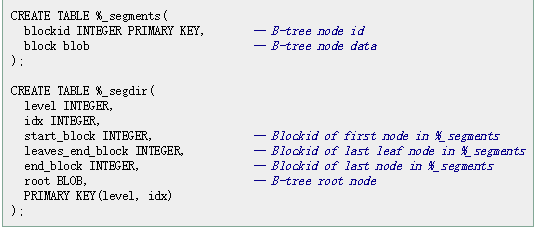 CREATE TABLE %_segments(
  blockid INTEGER PRIMARY KEY,       -- B-tree node id
  block blob                         -- B-tree node data
);
CREATE TABLE %_segdir(
  level INTEGER,
  idx INTEGER,
  start_block INTEGER,               -- Blockid of first node in %_segments
  leaves_end_block INTEGER,          -- Blockid of last leaf node in %_segments
  end_block INTEGER,                 -- Blockid of last node in %_segments
  root BLOB,                         -- B-tree root node
  PRIMARY KEY(level, idx)
);